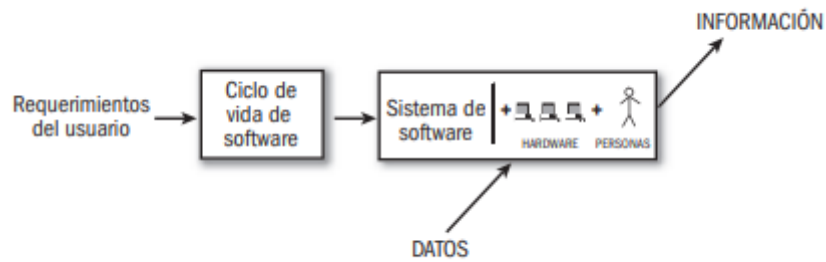 INFORMACIÓN
Requerimientos
del usuario
Ciclo de
vida de
software
Sistema de
software
+
+
HARDWARE
PERSONAS
DATOS